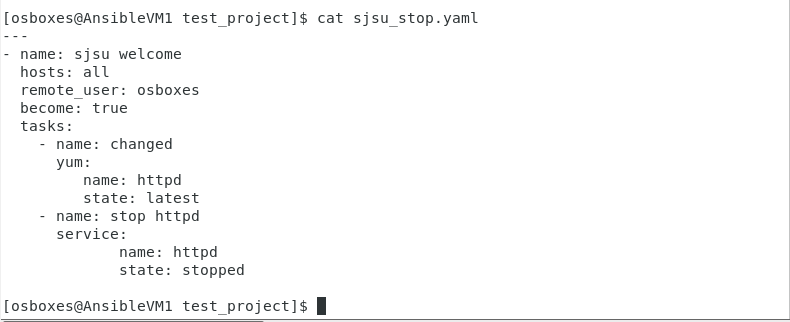 [osboxes@AnsibleVM1 test_project]$ cat sjsu_stop.yaml
---
- name: sjsu welcome
  hosts: all
  remote_user: osboxes
  become: true
  tasks:
    - name: changed
      yum:
         name: httpd
         state: latest
    - name: stop httpd
      service:
             name: httpd
             state: stopped

[osboxes@AnsibleVM1 test_project]$